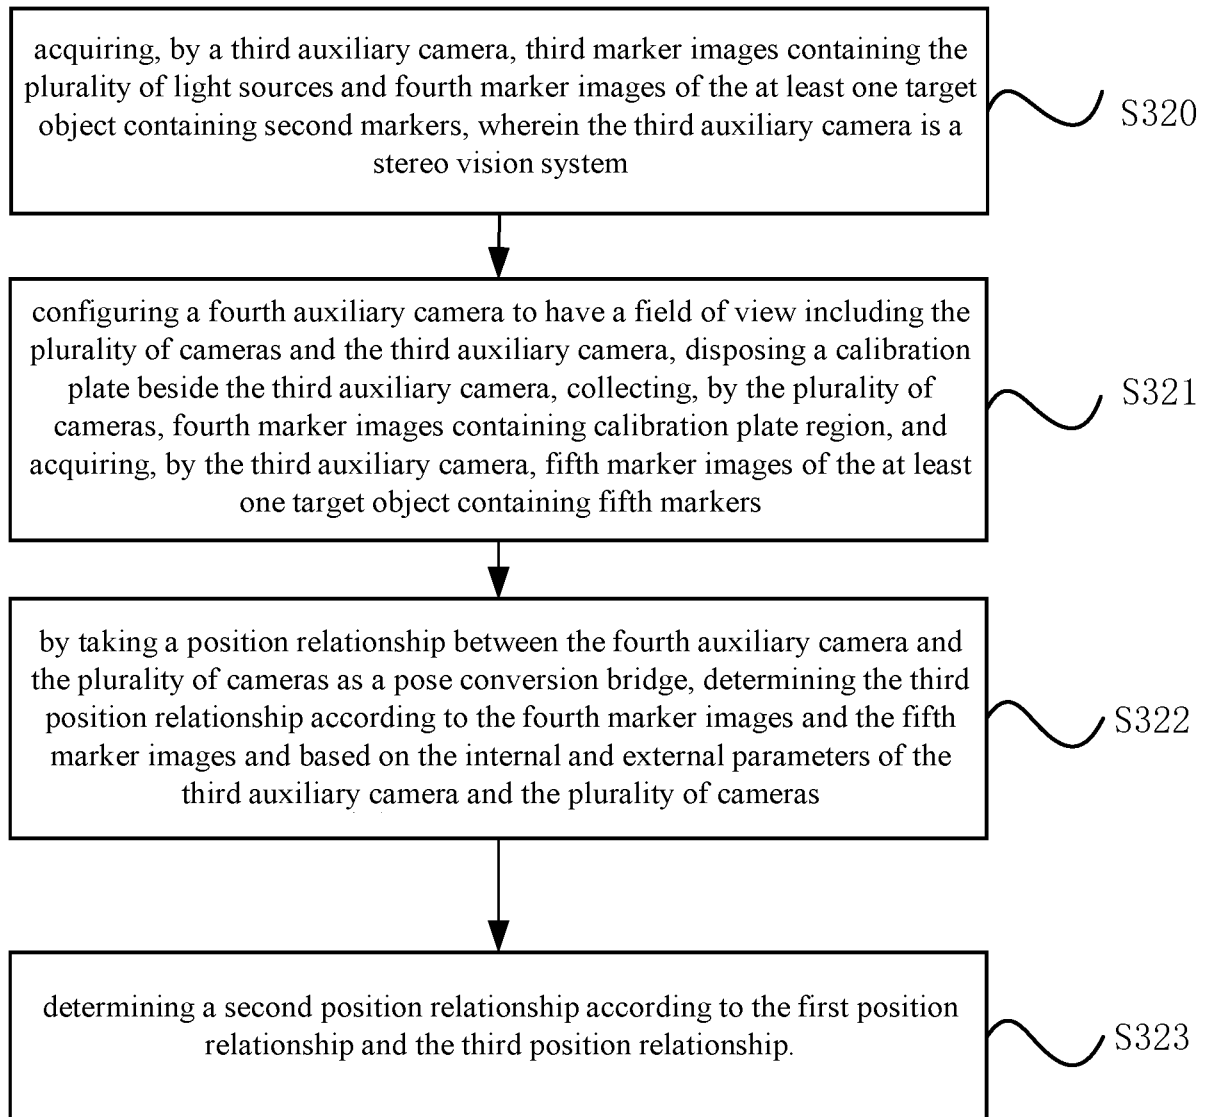 acquiring, by a third auxiliary camera, third marker images containing the
plurality of light sources and fourth marker images of the at least one target
object containing second markers, wherein the third auxiliary camera is a
stereo vision system
S320
configuring a fourth auxiliary camera to have a field of view including the
plurality of cameras and the third auxiliary camera, disposing a calibration
plate beside the third auxiliary camera, collecting, by the plurality of
cameras, fourth marker images containing calibration plate region, and
acquiring, by the third auxiliary camera, fifth marker images of the at least
one target object containing fifth markers
S321
by taking a position relationship between the fourth auxiliary camera and
the plurality of cameras as a pose conversion bridge, determining the third
position relationship according to the fourth marker images and the fifth
marker images and based on the internal and external parameters of the
third auxiliary camera and the plurality of cameras
S322
determining a second position relationship according to the first position
relationship and the third position relationship.
S323